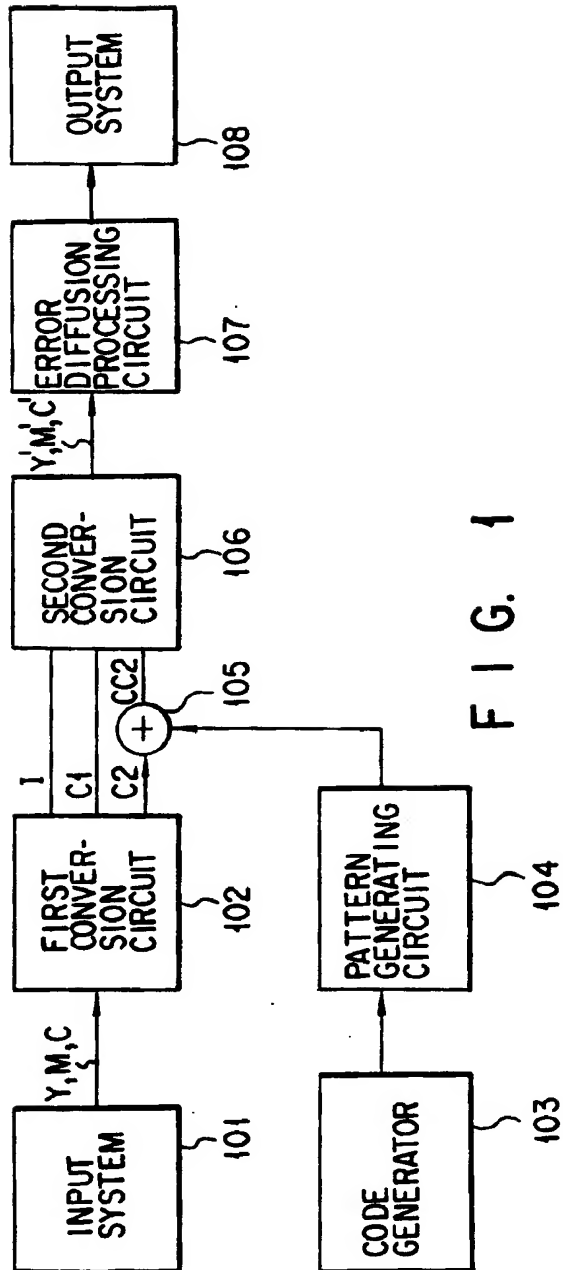 INPUT
SYSTEM
101
Y,M,C
FIRST
CONVER-
SION
CIRCUIT
102
I
C1
C2
+
CC2
105
SECOND
CONVER-
SION
CIRCUIT
106
Y',M',C'
ERROR
DIFFUSION
PROCESSING
CIRCUIT
107
OUTPUT
SYSTEM
108
CODE
GENERATOR
103
PATTERN
GENERATING
CIRCUIT
104
FIG. 1